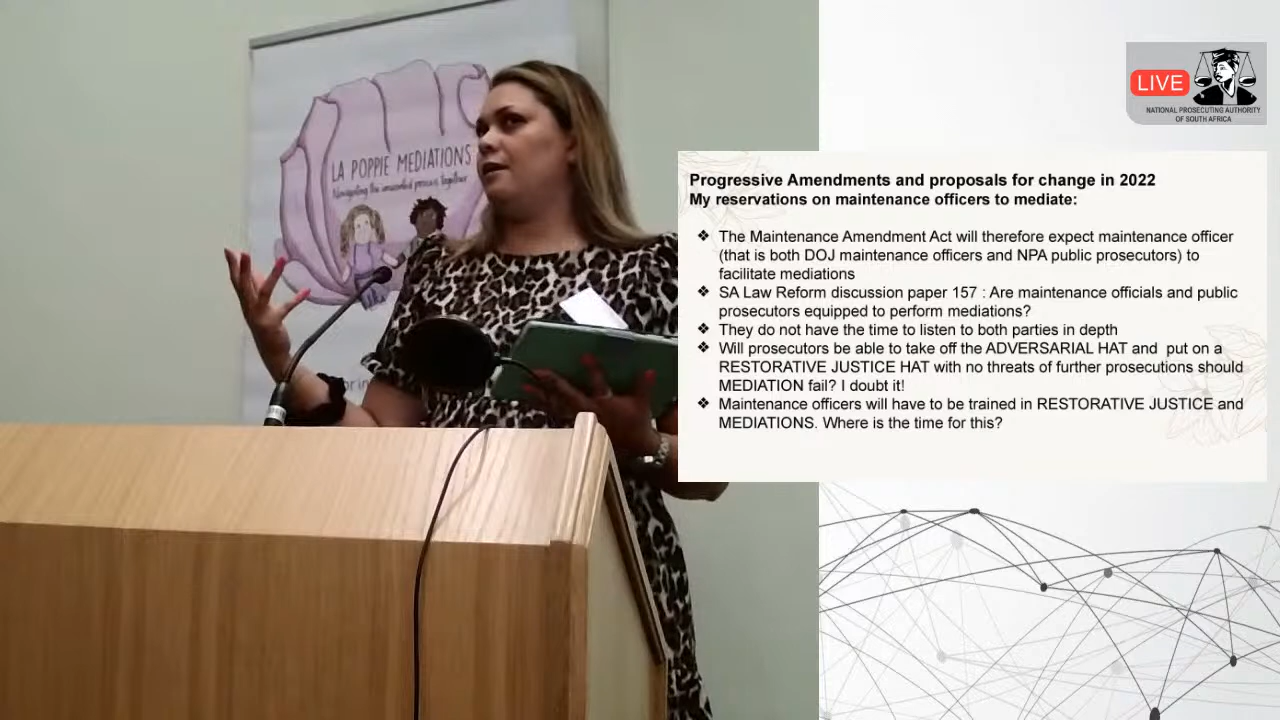 LA POPPIE MEDIATIONS
Navigating the unravelled process together
LIVE
NATIONAL PROSECUTING AUTHORITY
OF SOUTH AFRICA
Progressive Amendments and proposals for change in 2022
My reservations on maintenance officers to mediate:
❖ The Maintenance Amendment Act will therefore expect maintenance officer
(that is both DOJ maintenance officers and NPA public prosecutors) to
facilitate mediations
❖ SA Law Reform discussion paper 157 : Are maintenance officials and public
prosecutors equipped to perform mediations?
❖ They do not have the time to listen to both parties in depth
❖ Will prosecutors be able to take off the ADVERSARIAL HAT and put on a
RESTORATIVE JUSTICE HAT with no threats of further prosecutions should
MEDIATION fail? I doubt it!
❖ Maintenance officers will have to be trained in RESTORATIVE JUSTICE and
MEDIATIONS. Where is the time for this?